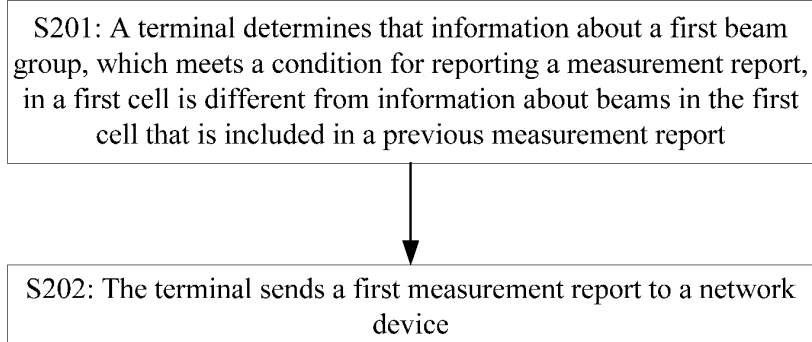 S201: A terminal determines that information about a first beam
group, which meets a condition for reporting a measurement report,
in a first cell is different from information about beams in the first
cell that is included in a previous measurement report
S202: The terminal sends a first measurement report to a network
device